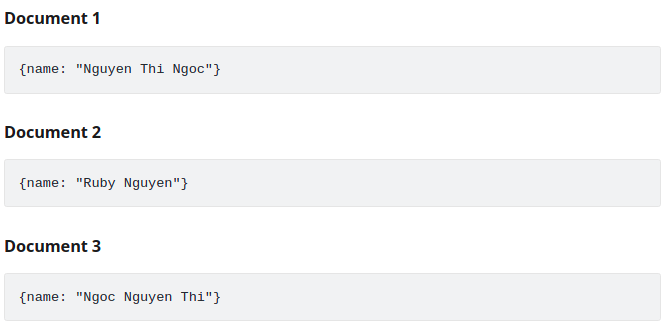 Document 1
{name: "Nguyen Thi Ngoc"}
Document 2
{name: "Ruby Nguyen"}
Document 3
{name: "Ngoc Nguyen Thi"}